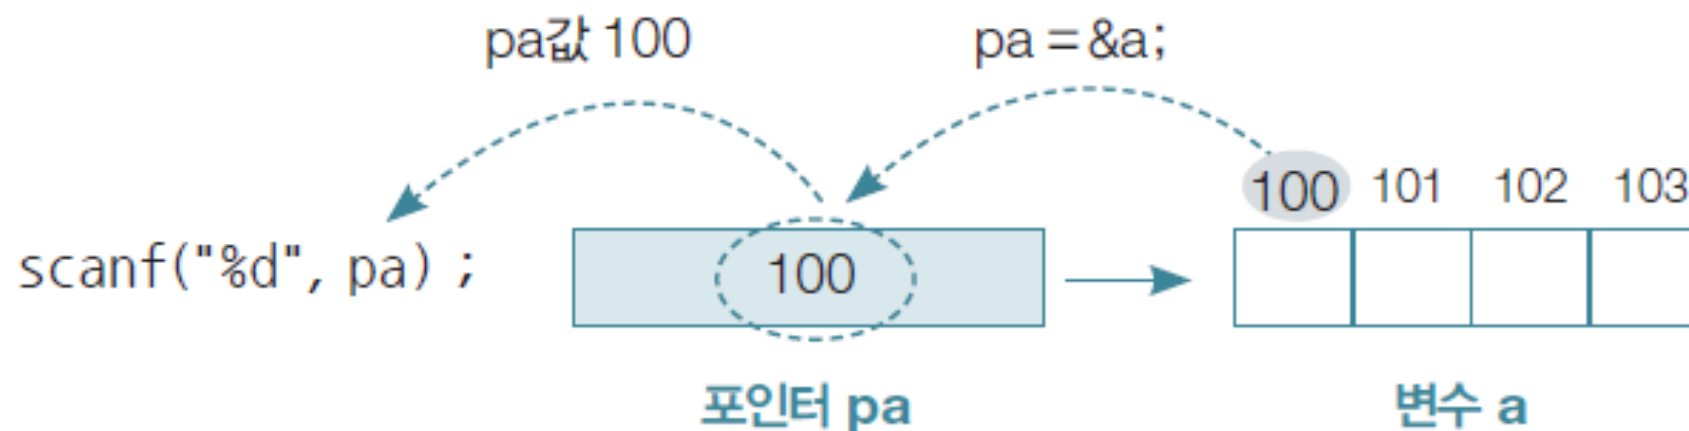 pa값 100
pa = &a;
100 101 102 103
scanf("%d", pa) ;
100
포인터 pa
변수 a